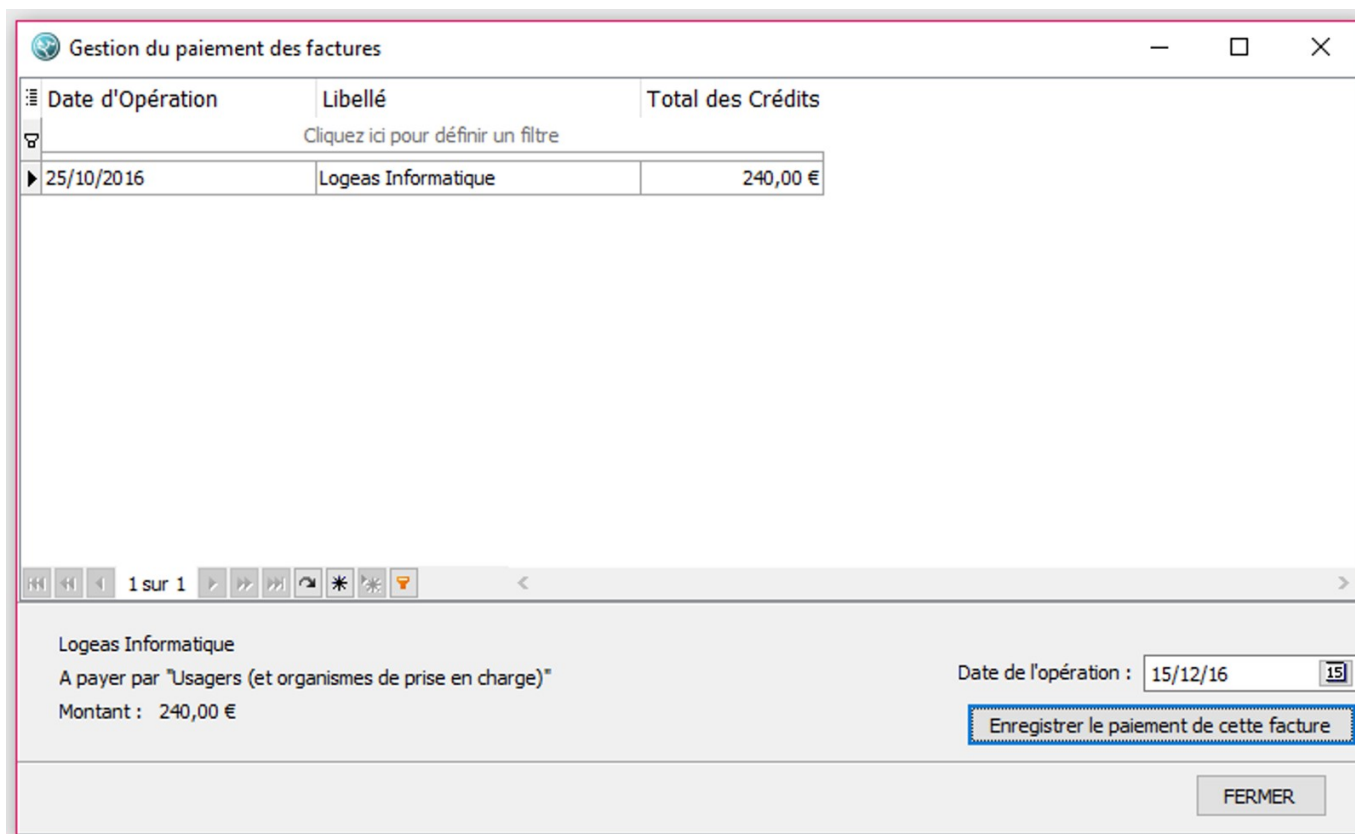 Gestion du paiement des factures
Date d'Opération Libellé Total des Crédits
Cliquez ici pour définir un filtre
25/10/2016 Logeas Informatique 240,00 €
1 sur 1
Logeas Informatique
A payer par "Usagers (et organismes de prise en charge)"
Date de l'opération : 15/12/16 15
Montant : 240,00 €
Enregistrer le paiement de cette facture
FERMER